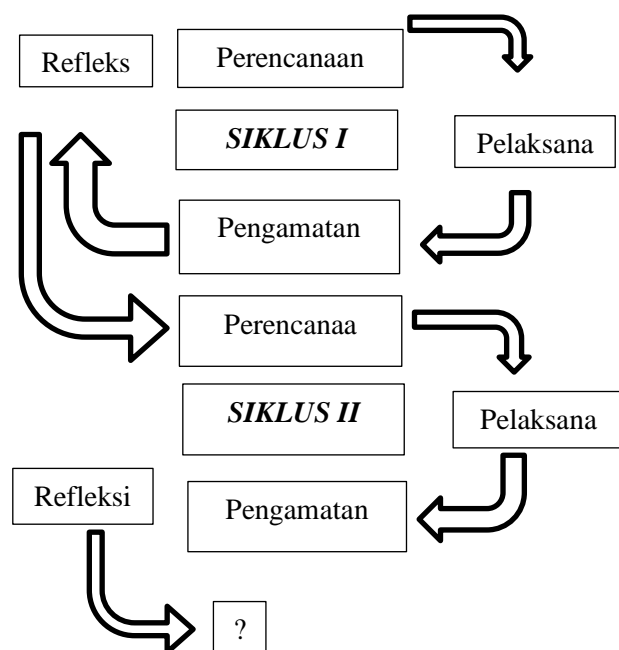 Refleks
Perencanaan
SIKLUS I
Pelaksana
Pengamatan
Perencanaa
SIKLUS II
Pelaksana
Refleksi
Pengamatan
?